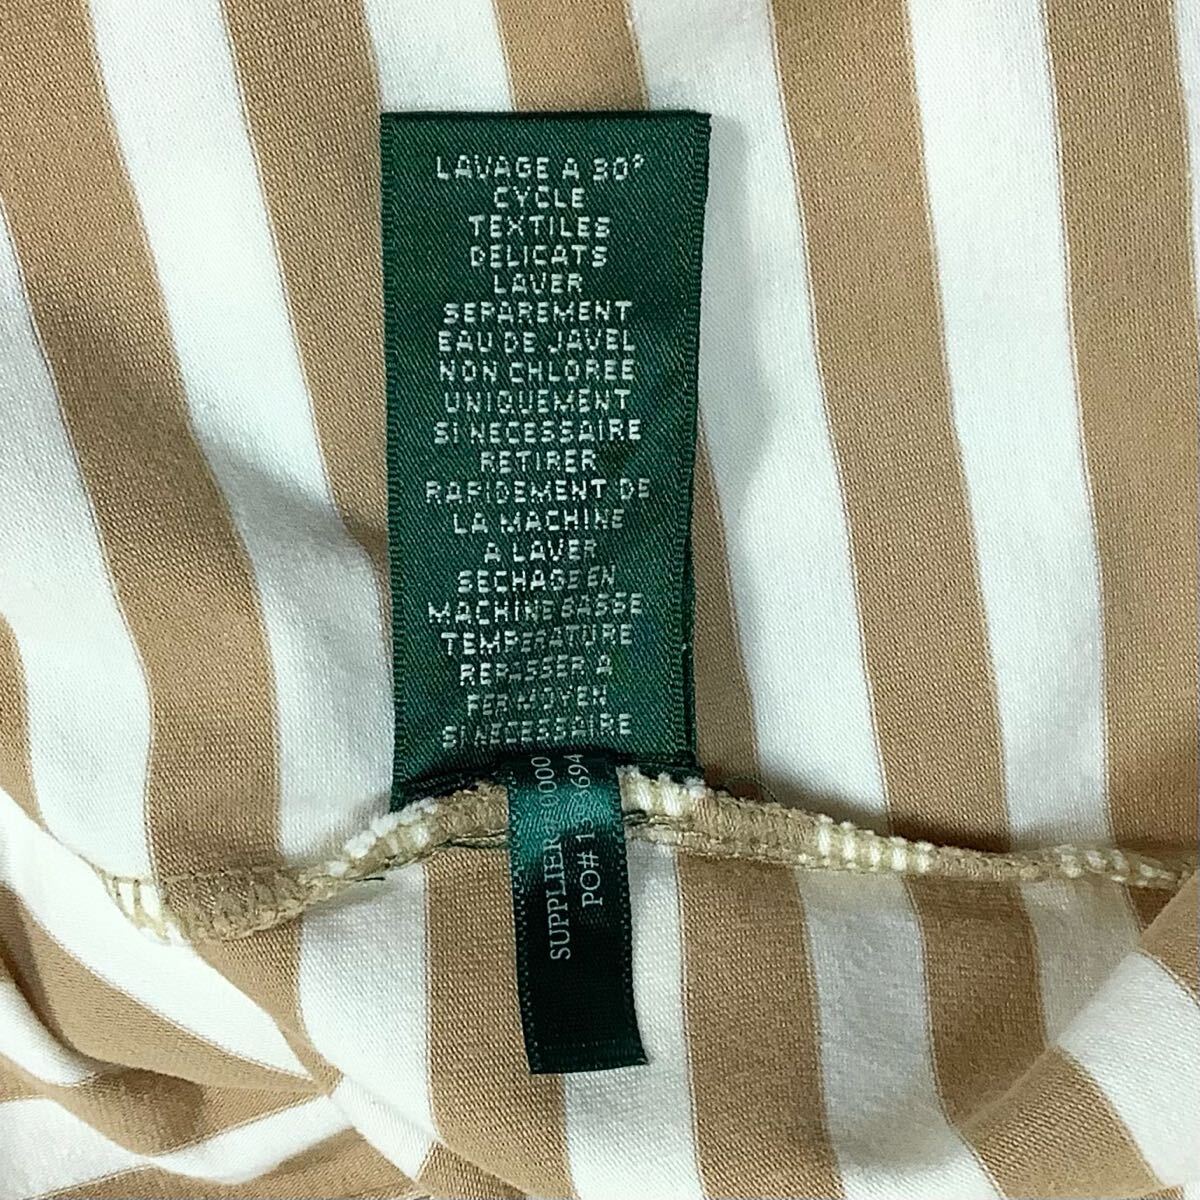 LAVAGE A 30°
CYCLE
TEXTILES
DELICATS
LAVER
SEPAREMENT
EAU DE JAVEL
NON CHLOREE
UNIQUEMENT
SI NECESSAIRE
RETIRER
RAPIDEMENT DE
LA MACHINE
A LAVER
SECHAGE EN
MACHINE BASSE
TEMPERATURE
REPASSER A
FER MOYEN
SI NECESSAIRE
SUPPLIER
PO#